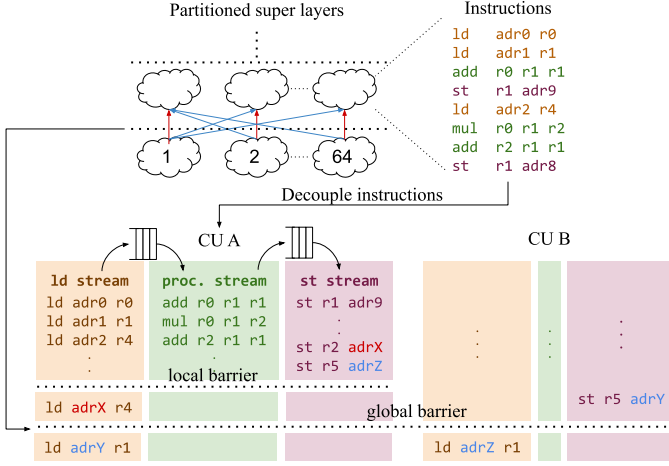 Partitioned super layers
Instructions
ld adr0 r0
ld adr1 r1
add r0 r1 r1
st r1 adr9
ld adr2 r4
mul r0 r1 r2
add r2 r1 r1
st r1 adr8
1 2 64
Decouple instructions
CU A
CU B
ld stream
ld adr0 r0
ld adr1 r1
ld adr2 r4
proc. stream
add r0 r1 r1
mul r0 r1 r2
add r2 r1 r1
st stream
st r1 adr9
st r2 adrX
st r5 adrZ
local barrier
ld adrX r4
global barrier
st r5 adrY
ld adrY r1
ld adrZ r1